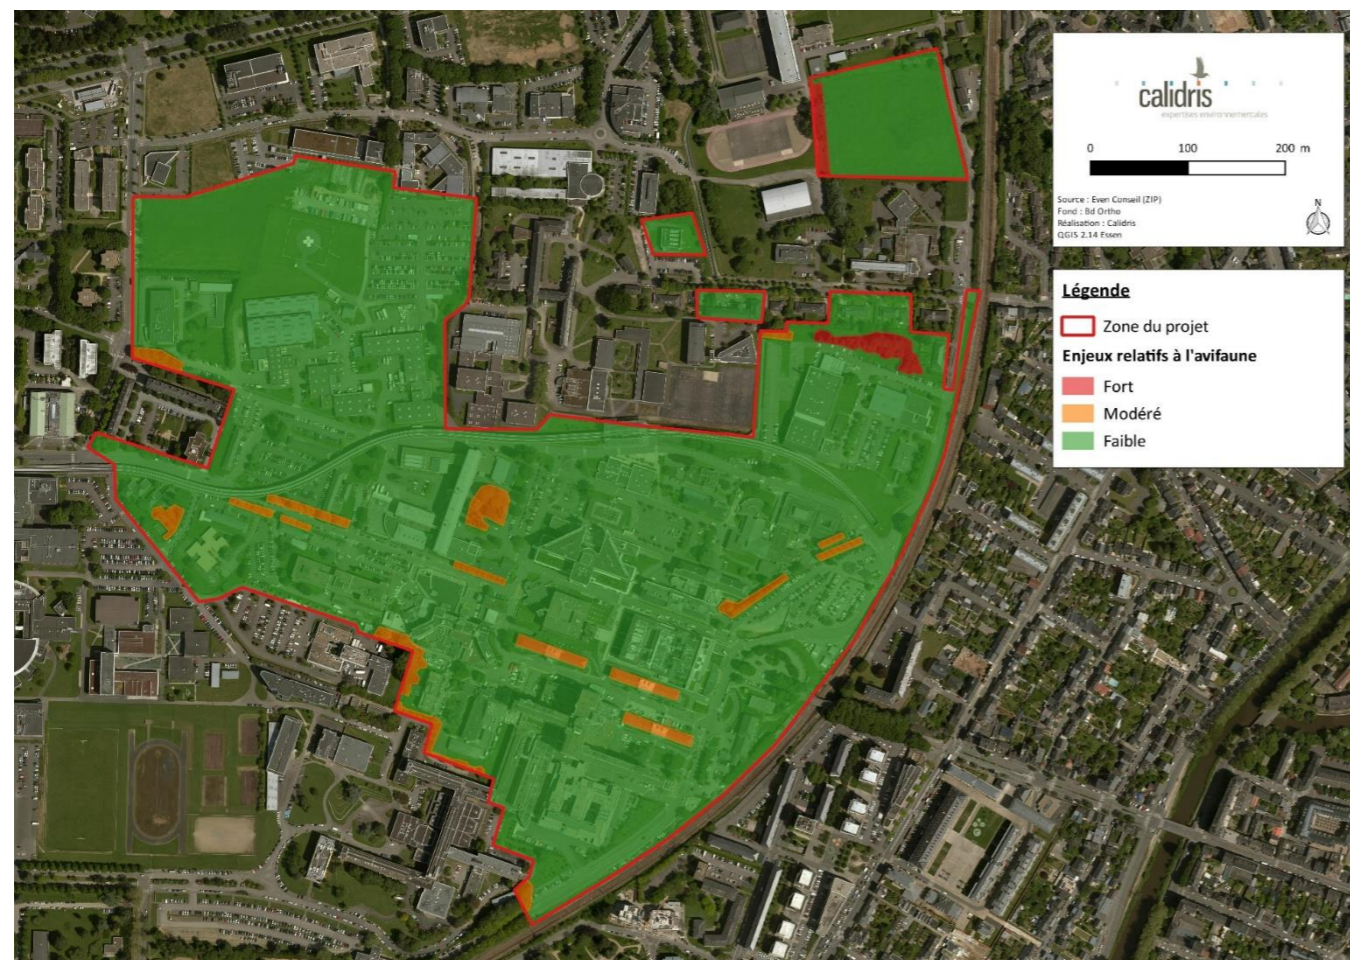 calidris
expertises environnementales
0 100 200 m
Source : Even Conseil (ZIP)
Fond : Bd Ortho
Réalisation : Calidris
QGIS 2.14 Essen
N
Légende
Zone du projet
Enjeux relatifs à l'avifaune
Fort
Modéré
Faible